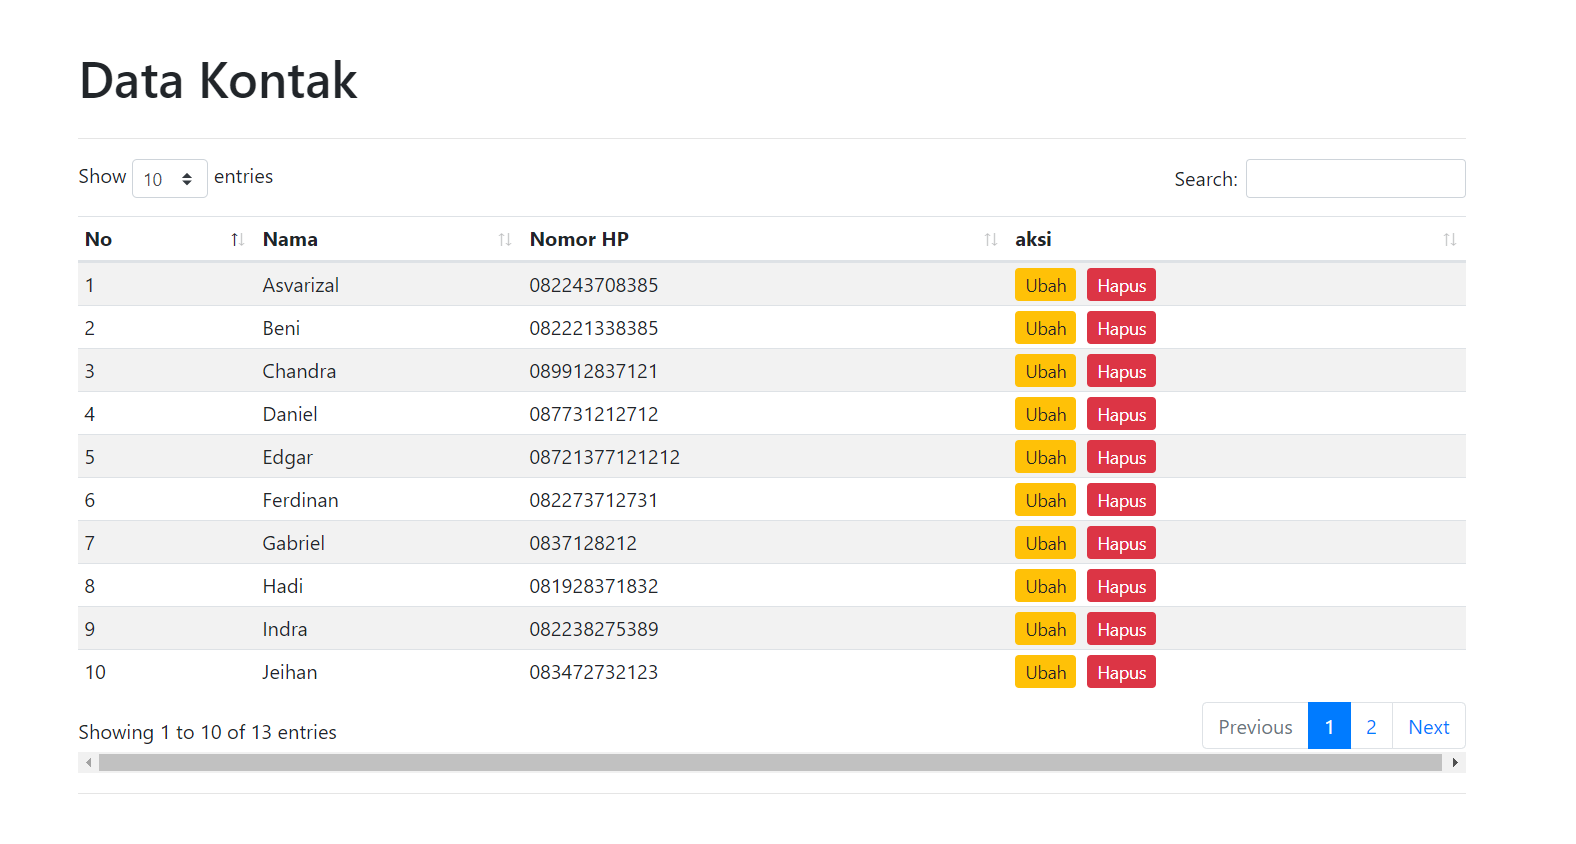 Data Kontak
Show 10 entries Search:
No Nama Nomor HP aksi
1 Asvarizal 082243708385 Ubah Hapus
2 Beni 082221338385 Ubah Hapus
3 Chandra 089912837121 Ubah Hapus
4 Daniel 087731212712 Ubah Hapus
5 Edgar 08721377121212 Ubah Hapus
6 Ferdinan 082273712731 Ubah Hapus
7 Gabriel 0837128212 Ubah Hapus
8 Hadi 081928371832 Ubah Hapus
9 Indra 082238275389 Ubah Hapus
10 Jeihan 083472732123 Ubah Hapus
Showing 1 to 10 of 13 entries Previous 1 2 Next